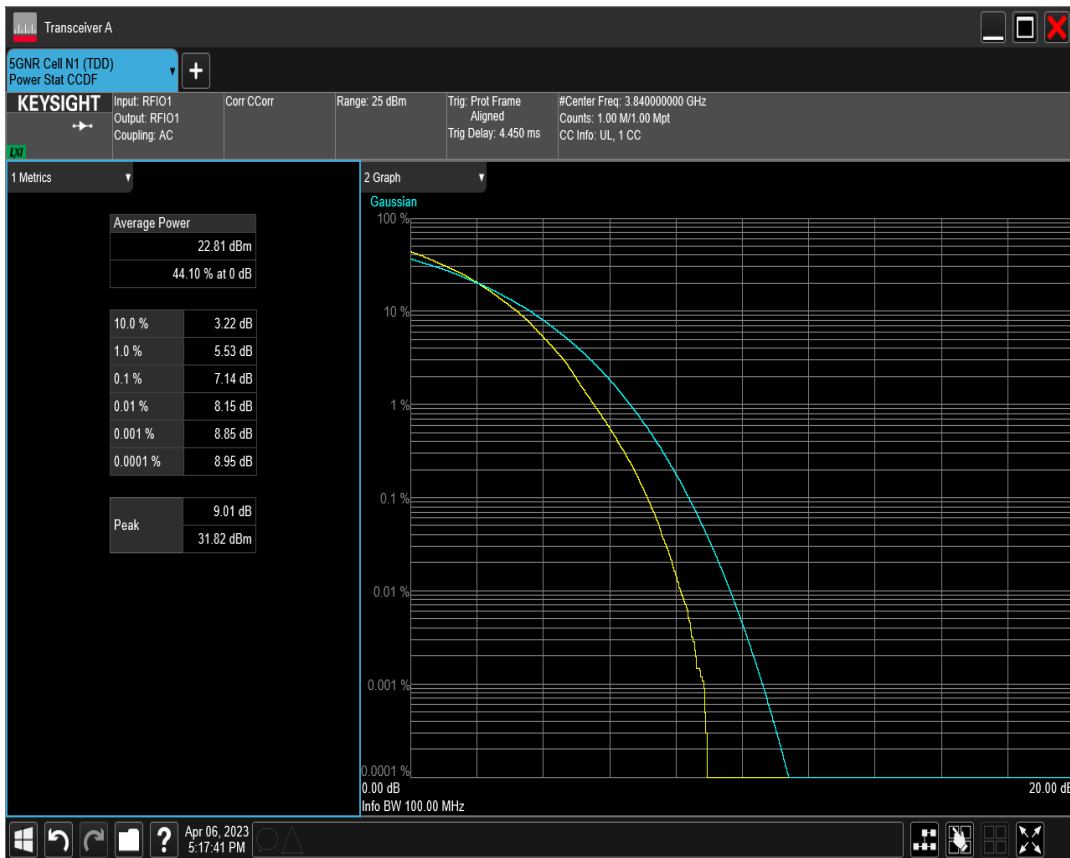 Transceiver A
5GNR Cell N1 (TDD)
Power Stat CCDF
+
KEYSIGHT
LXI
Input: RFIO1
Output: RFIO1
Coupling: AC
Corr CCorr
Range: 25 dBm
Trig: Prot Frame
Aligned
Trig Delay: 4.450 ms
#Center Freq: 3.840000000 GHz
Counts: 1.00 M/1.00 Mpt
CC Info: UL, 1 CC
1 Metrics
Average Power
22.81 dBm
44.10 % at 0 dB
10.0 % 3.22 dB
1.0 % 5.53 dB
0.1 % 7.14 dB
0.01 % 8.15 dB
0.001 % 8.85 dB
0.0001 % 8.95 dB
Peak
9.01 dB
31.82 dBm
2 Graph
Gaussian
100 %
10 %
1 %
0.1 %
0.01 %
0.001 %
0.0001 %
0.00 dB 20.00 dB
Info BW 100.00 MHz
?
Apr 06, 2023
5:17:41 PM